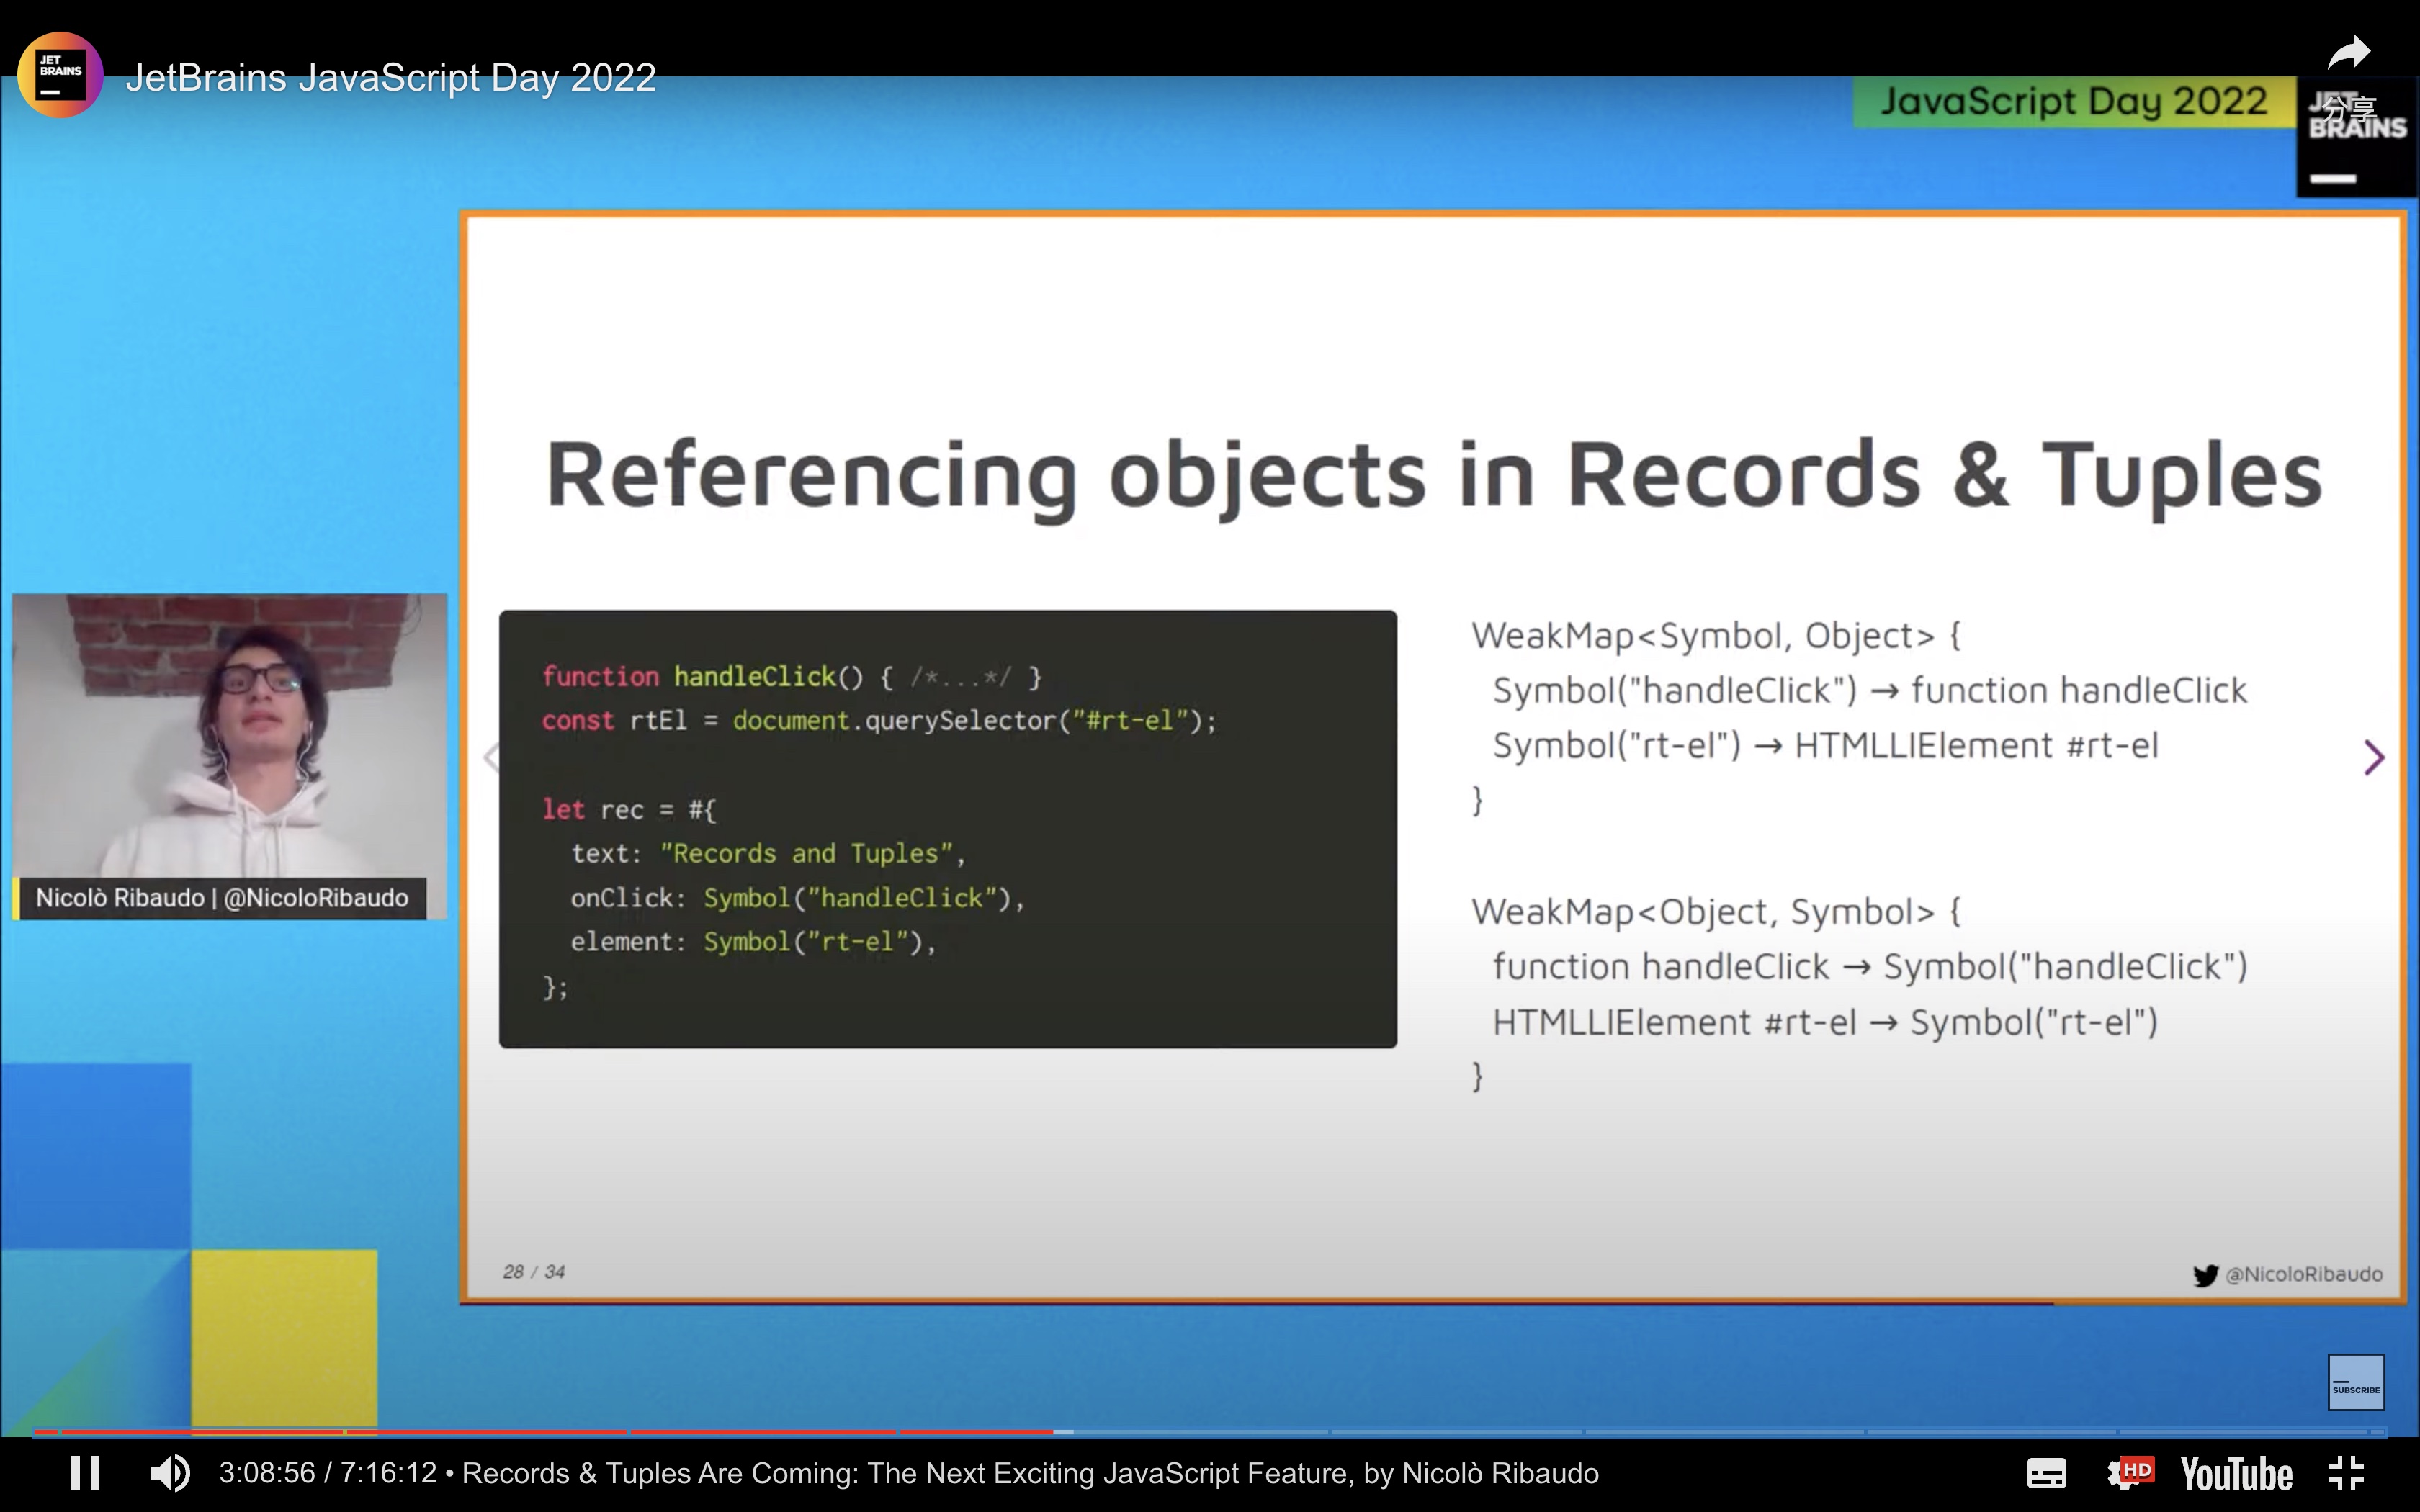 JET
BRAINS
JetBrains JavaScript Day 2022
JavaScript Day 2022
JET
BRAINS
分享
Referencing objects in Records & Tuples
function handleClick() { /*...*/ }
const rtEl = document.querySelector("#rt-el");
let rec = #{
text: "Records and Tuples",
onClick: Symbol("handleClick"),
element: Symbol("rt-el"),
};
WeakMap<Symbol, Object> {
Symbol("handleClick") → function handleClick
Symbol("rt-el") → HTMLLIElement #rt-el
}
WeakMap<Object, Symbol> {
function handleClick → Symbol("handleClick")
HTMLLIElement #rt-el → Symbol("rt-el")
}
Nicolò Ribaudo | @NicoloRibaudo
28 / 34
@NicoloRibaudo
SUBSCRIBE
3:08:56 / 7:16:12 • Records & Tuples Are Coming: The Next Exciting JavaScript Feature, by Nicolò Ribaudo
HD
YouTube